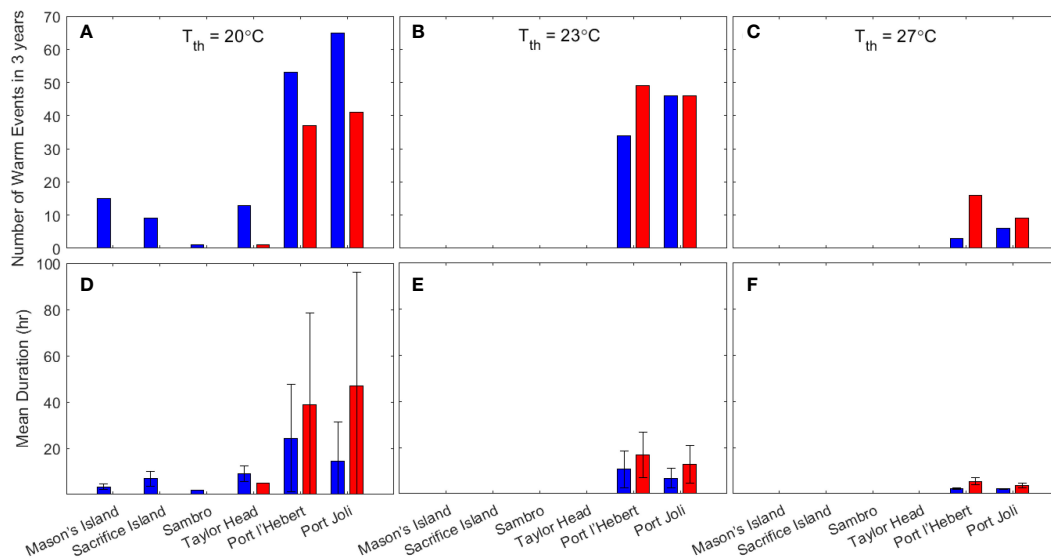 A
T_th = 20°C
B
T_th = 23°C
C
T_th = 27°C
Number of Warm Events in 3 years
70
60
50
40
30
20
10
0
D
E
F
Mean Duration (hr)
100
80
60
40
20
Mason's Island
Sacrifice Island
Sambro
Taylor Head
Port l'Hebert
Port Joli
Mason's Island
Sacrifice Island
Sambro
Taylor Head
Port l'Hebert
Port Joli
Mason's Island
Sacrifice Island
Sambro
Taylor Head
Port l'Hebert
Port Joli